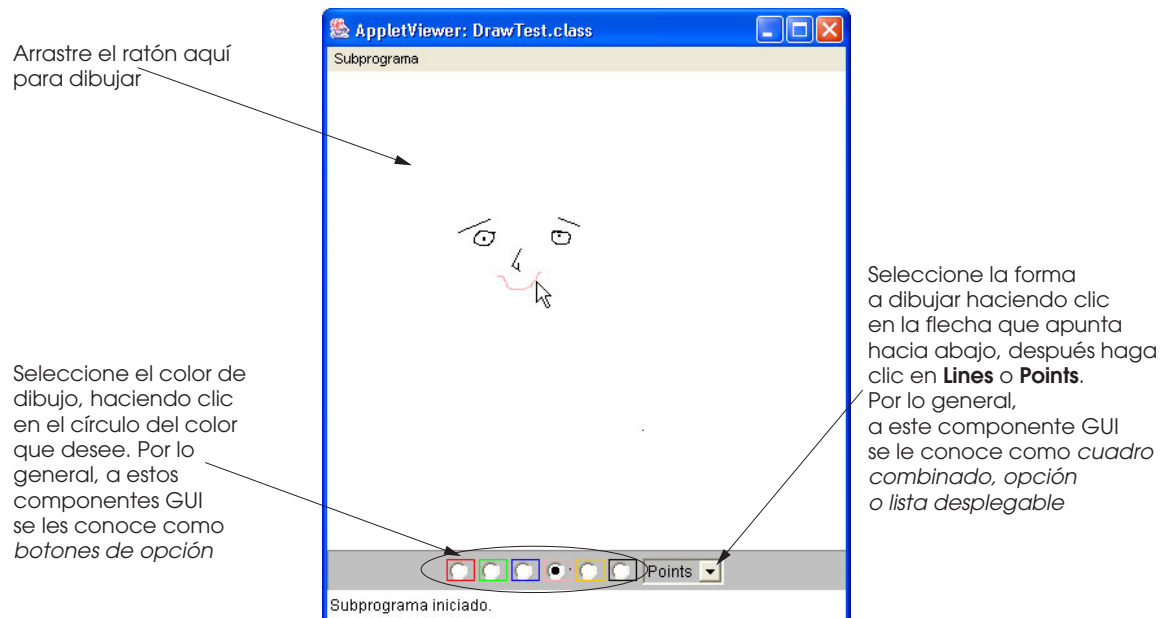 AppletViewer: DrawTest.class
Subprograma
Arrastre el ratón aquí
para dibujar
Seleccione la forma
a dibujar haciendo clic
en la flecha que apunta
hacia abajo, después haga
clic en Lines o Points.
Por lo general,
a este componente GUI
se le conoce como cuadro
combinado, opción
o lista desplegable
Seleccione el color de
dibujo, haciendo clic
en el círculo del color
que desee. Por lo
general, a estos
componentes GUI
se les conoce como
botones de opción
Points
Subprograma iniciado.